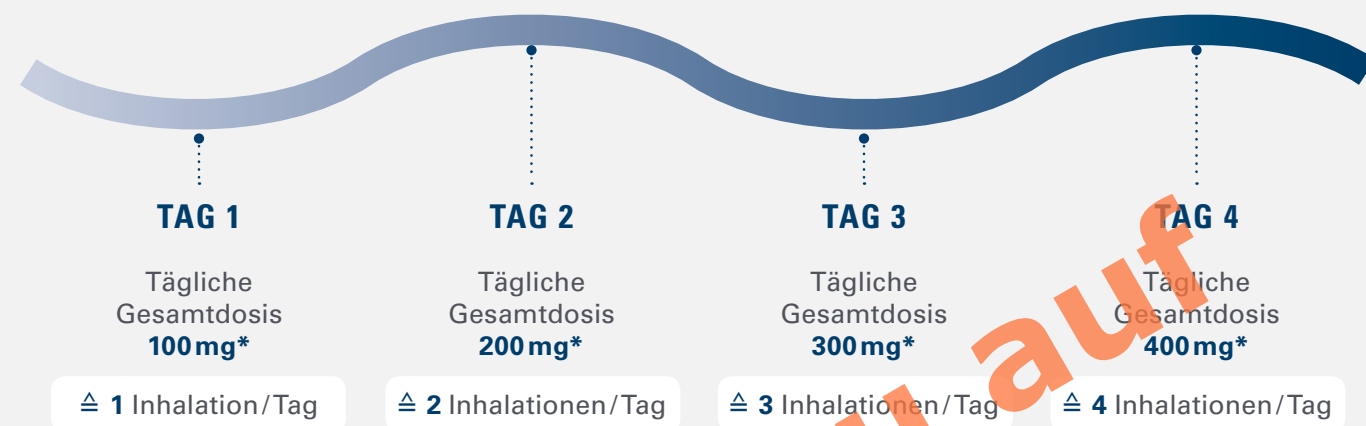 TAG 1
Tägliche
Gesamtdosis
100 mg*
≙ 1 Inhalation/Tag
TAG 2
Tägliche
Gesamtdosis
200 mg*
≙ 2 Inhalationen/Tag
TAG 3
Tägliche
Gesamtdosis
300 mg*
≙ 3 Inhalationen/Tag
TAG 4
Tägliche
Gesamtdosis
400 mg*
≙ 4 Inhalationen/Tag
auf